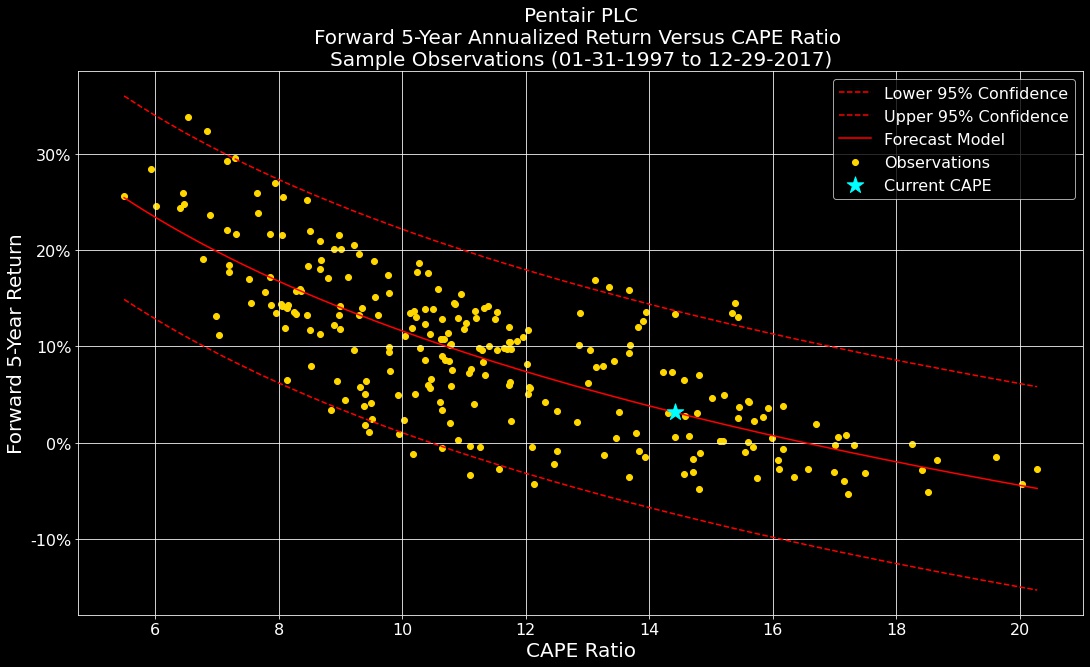 Pentair PLC
Forward 5-Year Annualized Return Versus CAPE Ratio
Sample Observations (01-31-1997 to 12-29-2017)
Lower 95% Confidence
Upper 95% Confidence
Forecast Model
Observations
Current CAPE
Forward 5-Year Return
30%
20%
10%
0%
-10%
6 8 10 12 14 16 18 20
CAPE Ratio